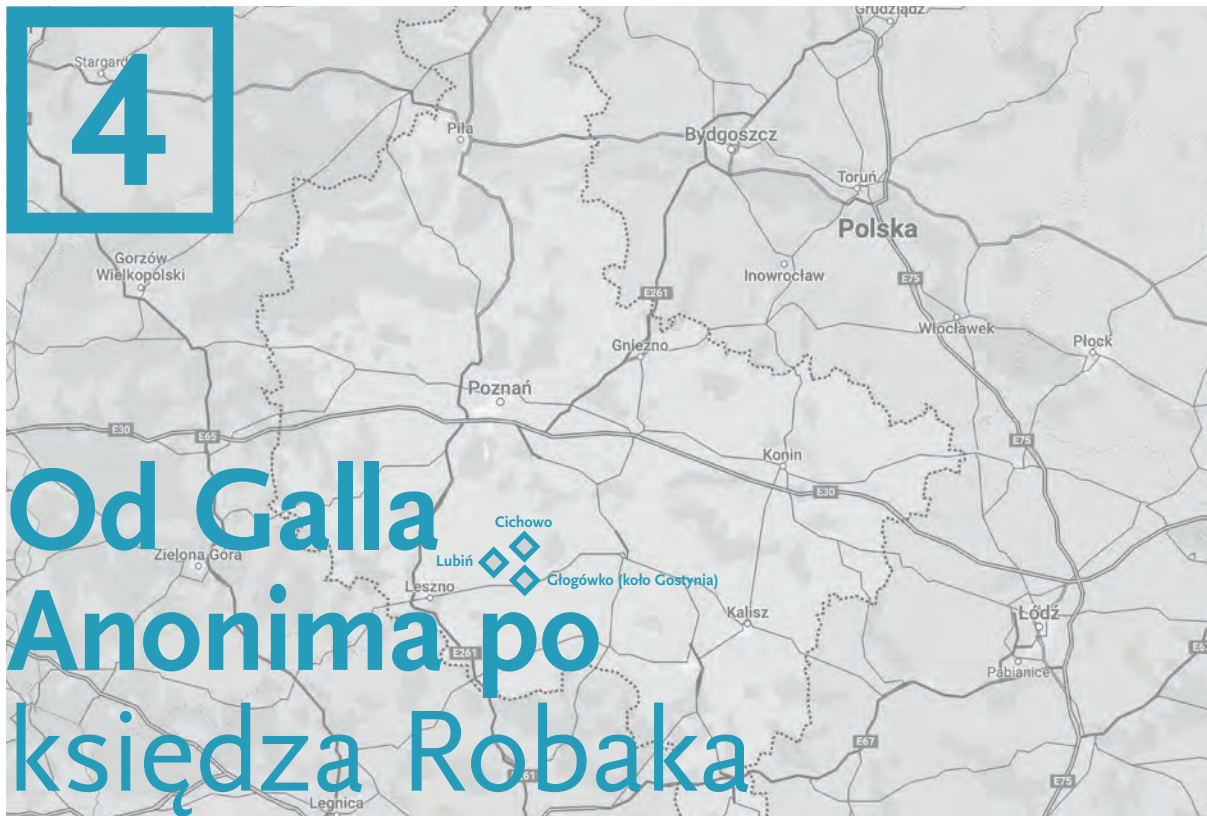 4
Grudziądz
Stargard
Piła
Bydgoszcz
Toruń
Polska
Gorzów
Wielkopolski
Inowrocław
E75
E261
Włocławek
Gniezno
Płock
Poznań
E30
E65
E75
Konin
E30
Od Galla
Cichowo
Lubiń
Zielona Góra
Głogówko (koło Gostynia)
Leszno
Anonima po
Kalisz
Łódź
E261
Pabianice
księdza Robaka
E67
E261
E75
Legnica